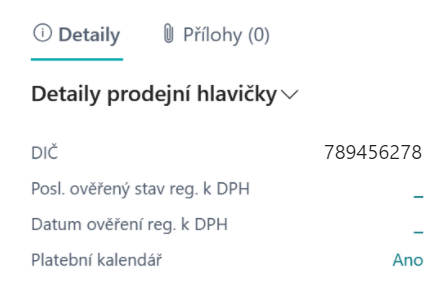 Detaily Přílohy (0)
Detaily prodejní hlavičky
DIČ 789456278
Posl. ověřený stav reg. k DPH _
Datum ověření reg. k DPH _
Platební kalendář Ano